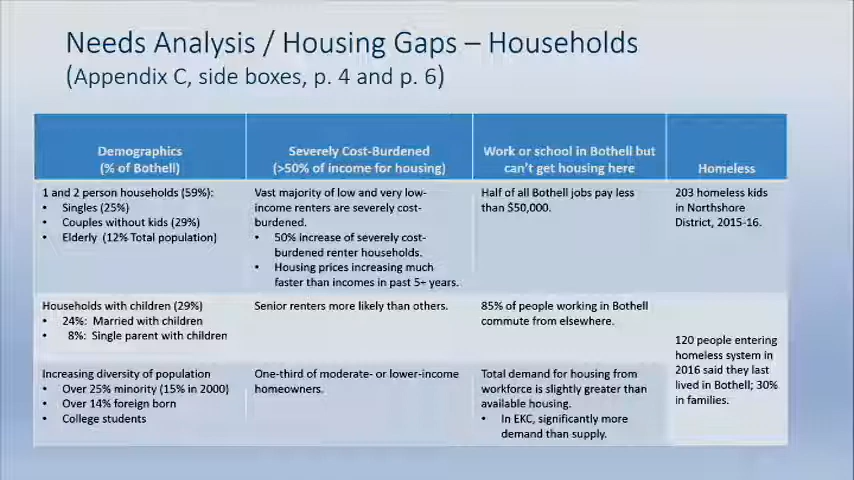 Needs Analysis / Housing Gaps – Households
(Appendix C, side boxes, p. 4 and p. 6)
Demographics
(% of Bothell)
Severely Cost-Burdened
(>50% of income for housing)
Work or school in Bothell but
can't get housing here
Homeless
1 and 2 person households (59%):
• Singles (25%)
• Couples without kids (29%)
• Elderly (12% Total population)
Vast majority of low and very low-
income renters are severely cost-
burdened.
• 50% increase of severely cost-
burdened renter households.
• Housing prices increasing much
faster than incomes in past 5+ years.
Half of all Bothell jobs pay less
than $50,000.
203 homeless kids
in Northshore
District, 2015-16.
Households with children (29%)
• 24%: Married with children
• 8%: Single parent with children
Senior renters more likely than others.
85% of people working in Bothell
commute from elsewhere.
120 people entering
homeless system in
2016 said they last
lived in Bothell; 30%
in families.
Increasing diversity of population
• Over 25% minority (15% in 2000)
• Over 14% foreign born
• College students
One-third of moderate- or lower-income
homeowners.
Total demand for housing from
workforce is slightly greater than
available housing.
• In EKC, significantly more
demand than supply.